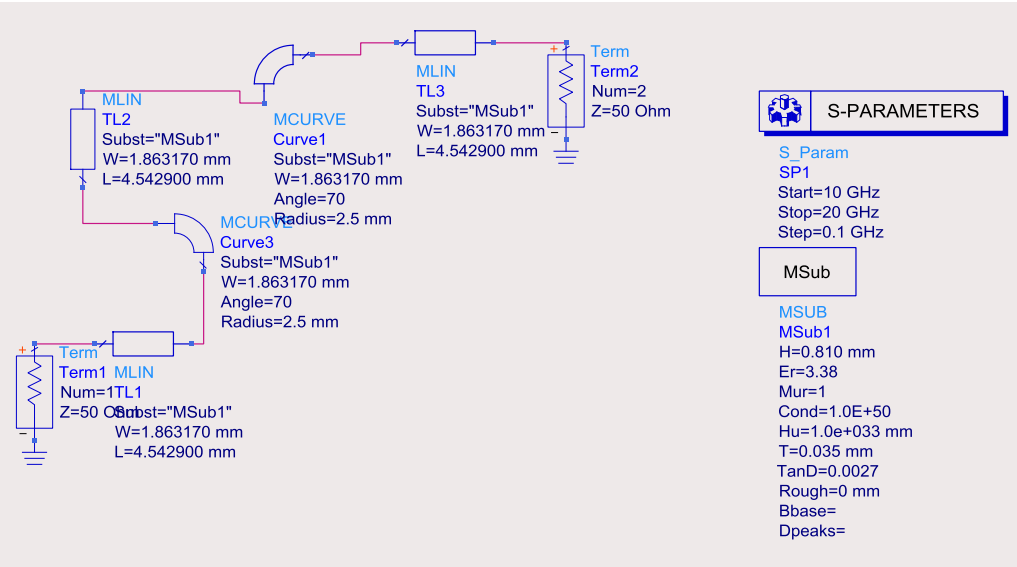 MLIN
TL2
Subst="MSub1"
W=1.863170 mm
L=4.542900 mm
MCURVE
Curve1
Subst="MSub1"
W=1.863170 mm
Angle=70
Radius=2.5 mm
MLIN
TL3
Subst="MSub1"
W=1.863170 mm
L=4.542900 mm
+
Term
Term2
Num=2
Z=50 Ohm
−
MCURVE
Curve3
Subst="MSub1"
W=1.863170 mm
Angle=70
Radius=2.5 mm
+
Term
Term1
Num=1
Z=50 Ohm
−
MLIN
TL1
Subst="MSub1"
W=1.863170 mm
L=4.542900 mm
S-PARAMETERS
S_Param
SP1
Start=10 GHz
Stop=20 GHz
Step=0.1 GHz
MSub
MSUB
MSub1
H=0.810 mm
Er=3.38
Mur=1
Cond=1.0E+50
Hu=1.0e+033 mm
T=0.035 mm
TanD=0.0027
Rough=0 mm
Bbase=
Dpeaks=